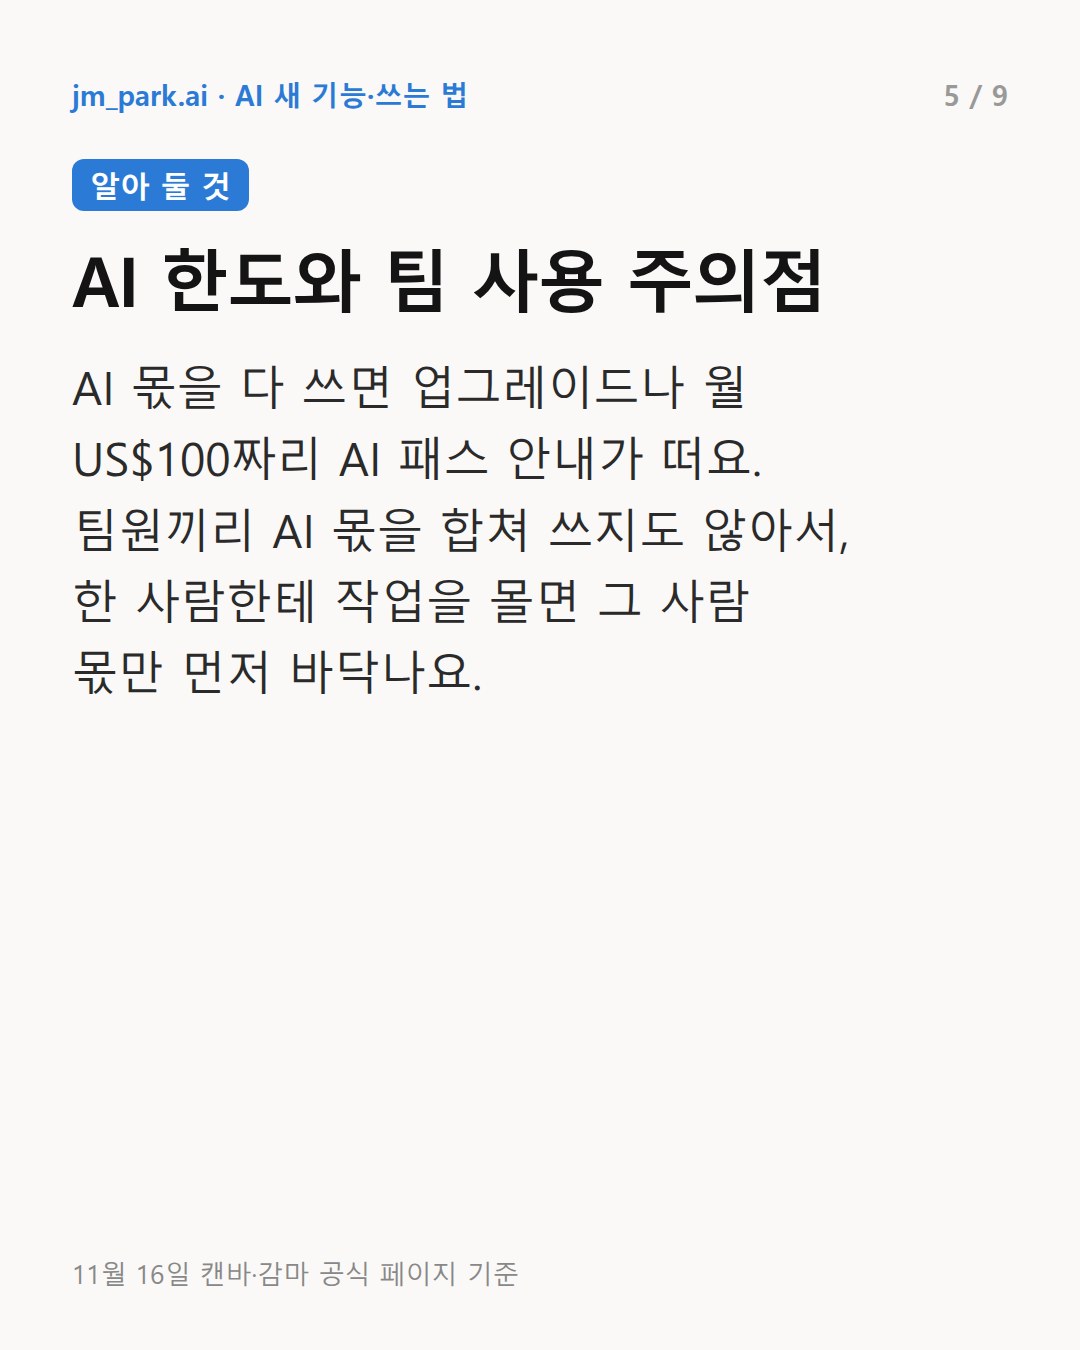 jm_park.ai · AI 새 기능·쓰는 법
5 / 9
알아 둘 것
AI 한도와 팀 사용 주의점
AI 몫을 다 쓰면 업그레이드나 월
US$100짜리 AI 패스 안내가 떠요.
팀원끼리 AI 몫을 합쳐 쓰지도 않아서,
한 사람한테 작업을 몰면 그 사람
몫만 먼저 바닥나요.
11월 16일 캔바·감마 공식 페이지 기준